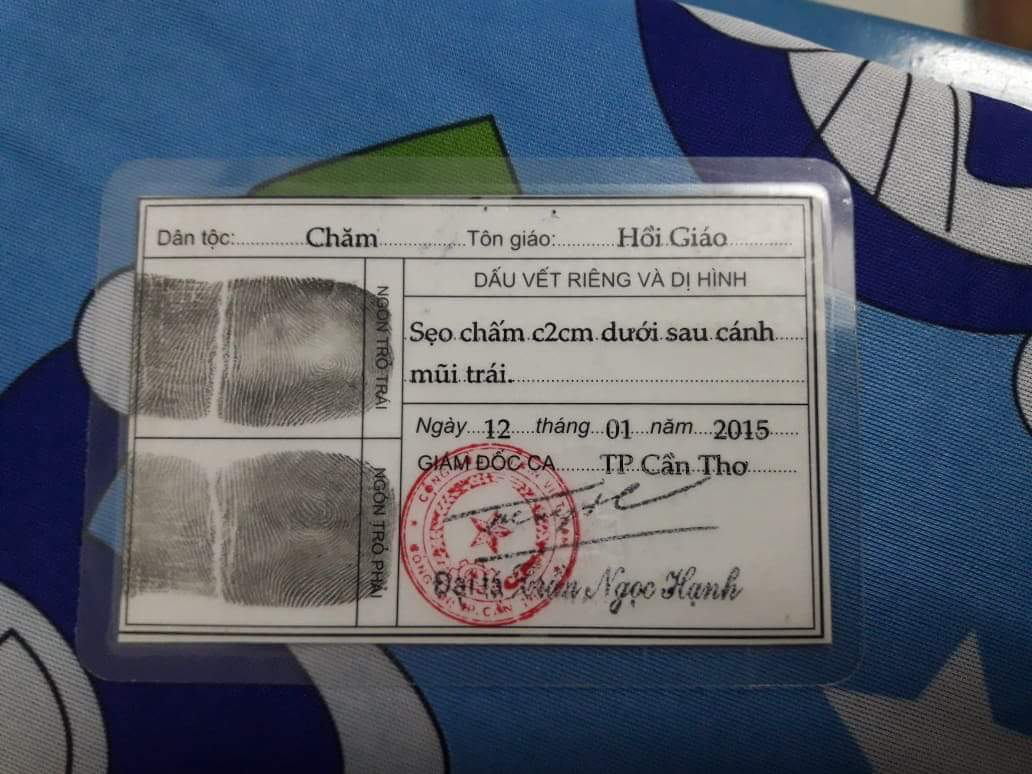 Dân tộc: Chăm Tôn giáo: Hồi Giáo
NGÓN TRỎ TRÁI
NGÓN TRỎ PHẢI
DẤU VẾT RIÊNG VÀ DỊ HÌNH
Sẹo chấm c2cm dưới sau cánh
mũi trái.
Ngày 12 tháng 01 năm 2015
GIÁM ĐỐC CA TP Cần Thơ
Đại tá Trần Ngọc Hạnh